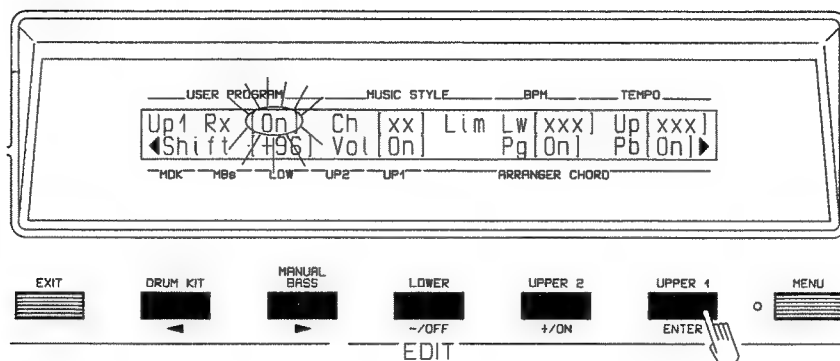 USER PROGRAM MUSIC STYLE BPM TEMPO
Up1 Rx [On] Ch [xx] Lim Lw[xxx] Up[xxx]
◀Shift [+96] Vol[On] Pg[On] Pb[On]▶
MDK MBs LOW UP2 UP1 ARRANGER CHORD
EXIT DRUM KIT MANUAL BASS LOWER UPPER 2 UPPER 1 MENU
◀ ▶ -/OFF +/ON ENTER
EDIT